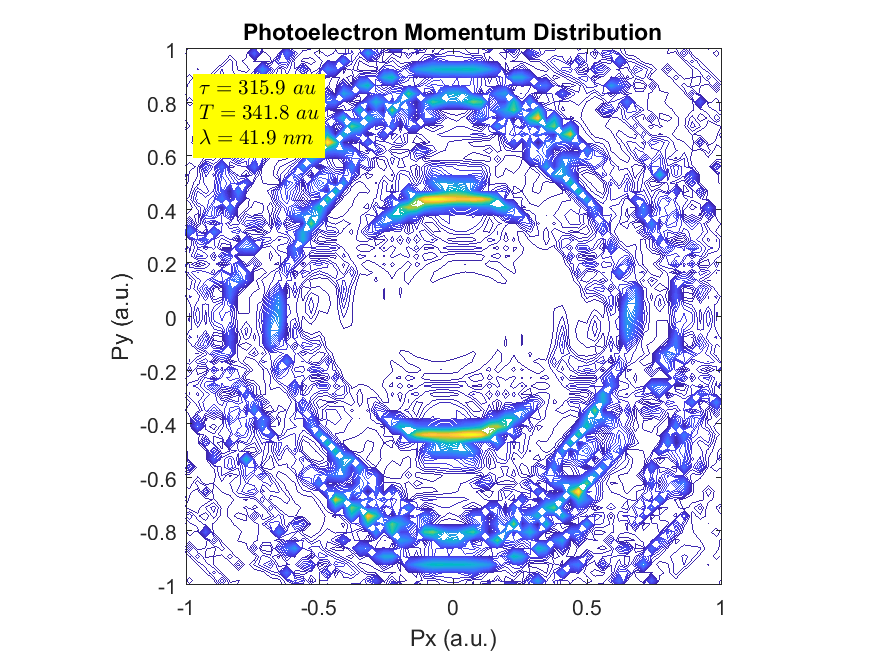 Photoelectron Momentum Distribution
1
0.8
0.6
0.4
0.2
0
-0.2
-0.4
-0.6
-0.8
-1
τ = 315.9 au
T = 341.8 au
λ = 41.9 nm
Py (a.u.)
-1
-0.5
0
0.5
1
Px (a.u.)